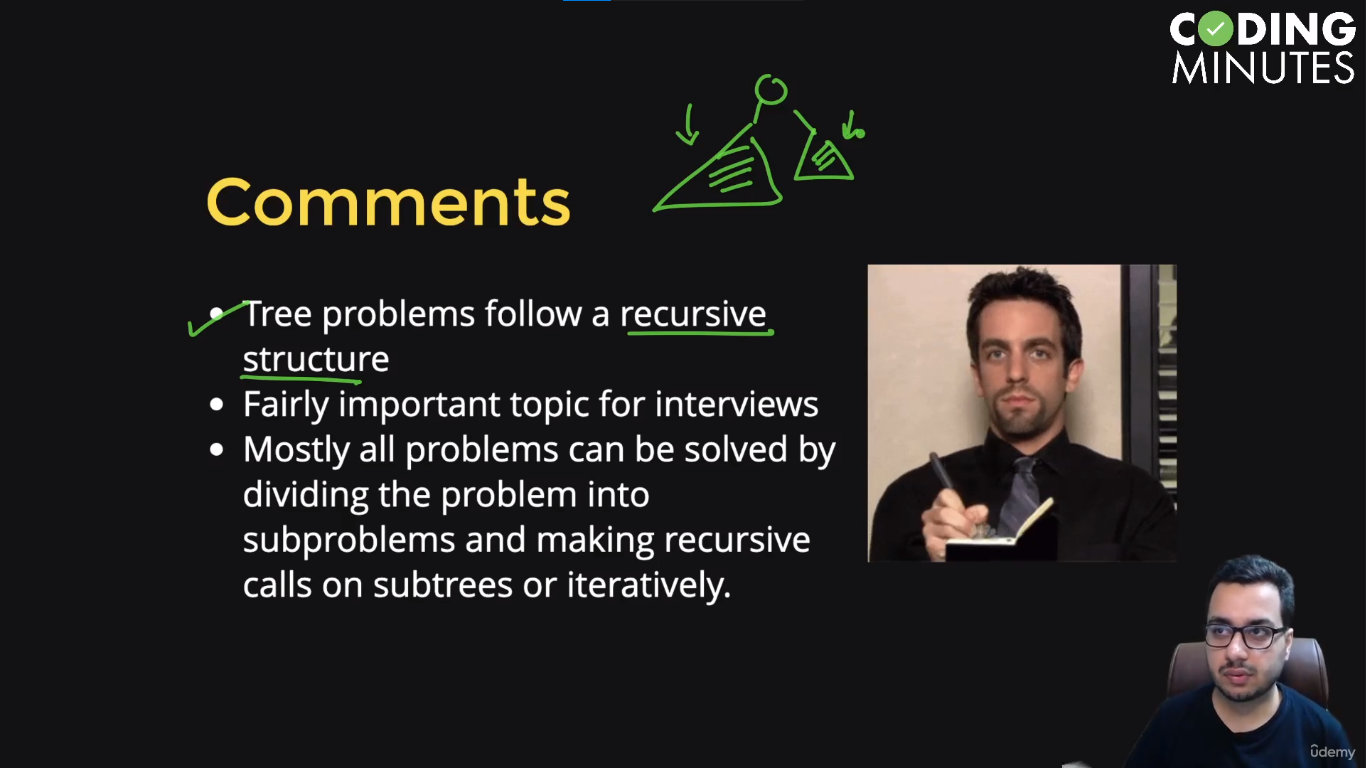 CODING
MINUTES
Comments
• Tree problems follow a recursive
structure
• Fairly important topic for interviews
• Mostly all problems can be solved by
dividing the problem into
subproblems and making recursive
calls on subtrees or iteratively.
udemy